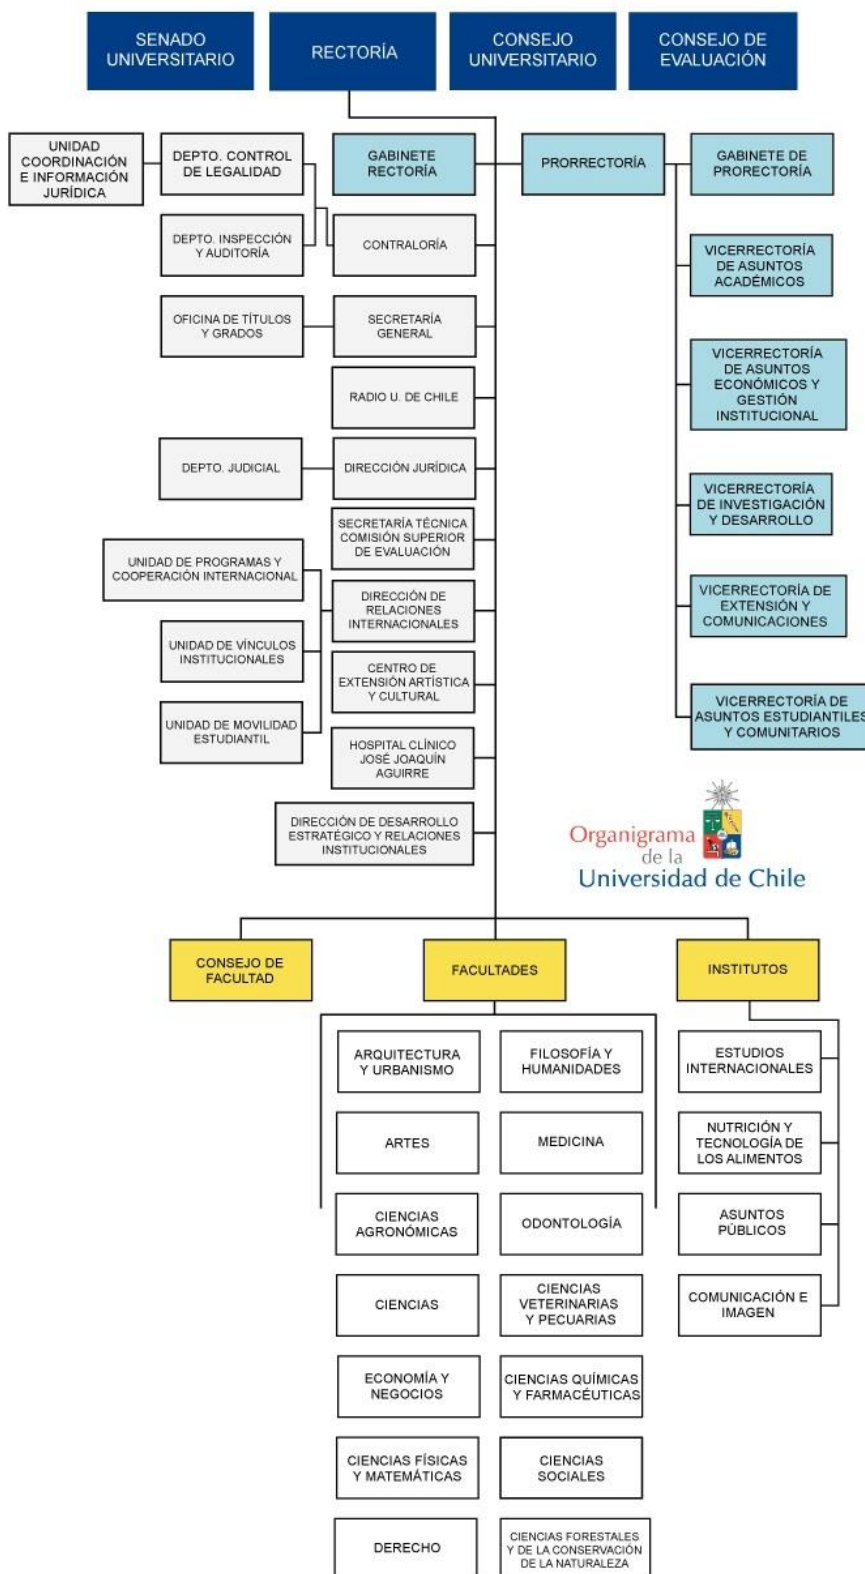 SENADO
UNIVERSITARIO
RECTORÍA
CONSEJO
UNIVERSITARIO
CONSEJO DE
EVALUACIÓN
UNIDAD
COORDINACIÓN
E INFORMACIÓN
JURÍDICA
DEPTO. CONTROL
DE LEGALIDAD
GABINETE
RECTORÍA
PRORRECTORÍA
GABINETE DE
PRORECTORÍA
DEPTO. INSPECCIÓN
Y AUDITORÍA
CONTRALORÍA
VICERRECTORÍA
DE ASUNTOS
ACADÉMICOS
OFICINA DE TÍTULOS
Y GRADOS
SECRETARÍA
GENERAL
VICERRECTORÍA
DE ASUNTOS
ECONÓMICOS Y
GESTIÓN
INSTITUCIONAL
RADIO U. DE CHILE
DEPTO. JUDICIAL
DIRECCIÓN JURÍDICA
VICERRECTORÍA
DE INVESTIGACIÓN
Y DESARROLLO
SECRETARÍA TÉCNICA
COMISIÓN SUPERIOR
DE EVALUACIÓN
UNIDAD DE PROGRAMAS Y
COOPERACIÓN INTERNACIONAL
DIRECCIÓN DE
RELACIONES
INTERNACIONALES
VICERRECTORÍA DE
EXTENSIÓN Y
COMUNICACIONES
UNIDAD DE VÍNCULOS
INSTITUCIONALES
CENTRO DE
EXTENSIÓN ARTÍSTICA
Y CULTURAL
VICERRECTORÍA DE
ASUNTOS ESTUDIANTILES
Y COMUNITARIOS
UNIDAD DE MOVILIDAD
ESTUDIANTIL
HOSPITAL CLÍNICO
JOSÉ JOAQUÍN
AGUIRRE
DIRECCIÓN DE DESARROLLO
ESTRATÉGICO Y RELACIONES
INSTITUCIONALES
Organigrama
de la
Universidad de Chile
CONSEJO DE
FACULTAD
FACULTADES
INSTITUTOS
ARQUITECTURA
Y URBANISMO
FILOSOFÍA Y
HUMANIDADES
ESTUDIOS
INTERNACIONALES
ARTES
MEDICINA
NUTRICIÓN Y
TECNOLOGÍA DE
LOS ALIMENTOS
CIENCIAS
AGRONÓMICAS
ODONTOLOGÍA
ASUNTOS
PÚBLICOS
CIENCIAS
CIENCIAS
VETERINARIAS
Y PECUARIAS
COMUNICACIÓN E
IMAGEN
ECONOMÍA Y
NEGOCIOS
CIENCIAS QUÍMICAS
Y FARMACÉUTICAS
CIENCIAS FÍSICAS
Y MATEMÁTICAS
CIENCIAS
SOCIALES
DERECHO
CIENCIAS FORESTALES
Y DE LA CONSERVACIÓN
DE LA NATURALEZA